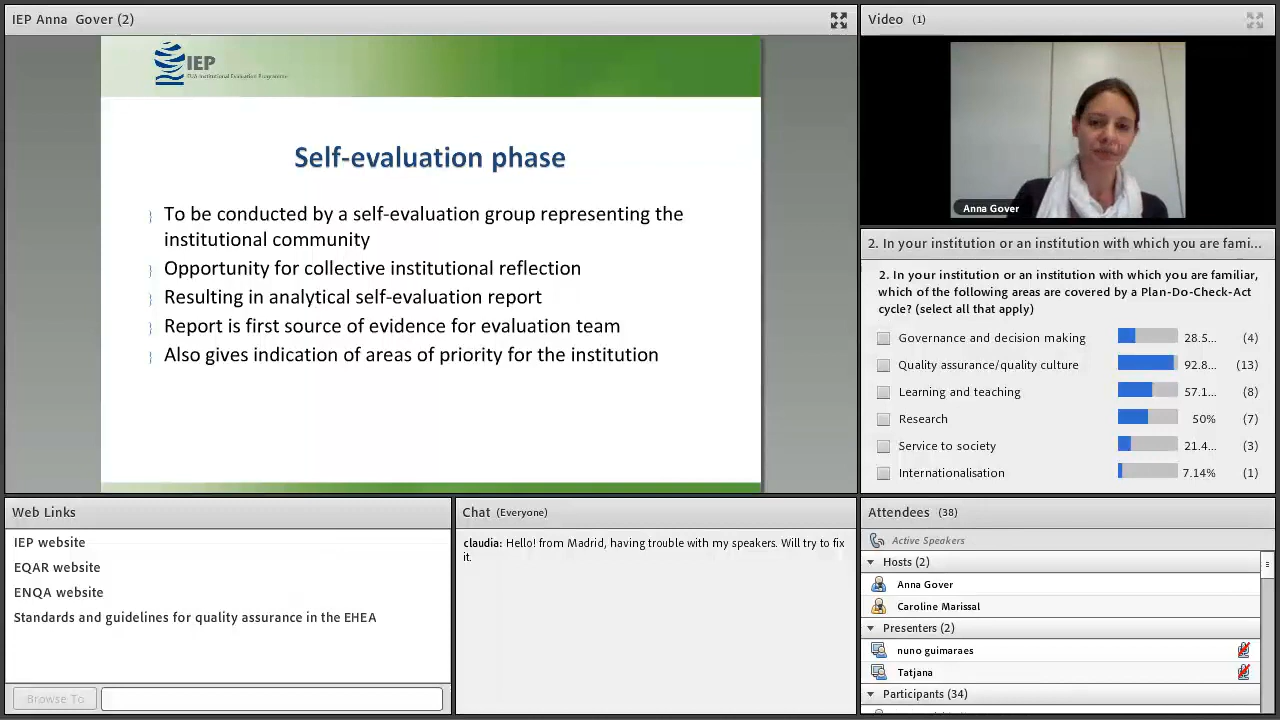 IEP Anna Gover (2)
IEP
EUA Institutional Evaluation Programme
Self-evaluation phase
To be conducted by a self-evaluation group representing the
institutional community
Opportunity for collective institutional reflection
Resulting in analytical self-evaluation report
Report is first source of evidence for evaluation team
Also gives indication of areas of priority for the institution
Video (1)
Anna Gover
2. In your institution or an institution with which you are fami...
2. In your institution or an institution with which you are familiar,
which of the following areas are covered by a Plan-Do-Check-Act
cycle? (select all that apply)
Governance and decision making 28.5... (4)
Quality assurance/quality culture 92.8... (13)
Learning and teaching 57.1... (8)
Research 50% (7)
Service to society 21.4... (3)
Internationalisation 7.14% (1)
Web Links
IEP website
EQAR website
ENQA website
Standards and guidelines for quality assurance in the EHEA
Browse To
Chat (Everyone)
claudia: Hello! from Madrid, having trouble with my speakers. Will try to fix
it.
Attendees (38)
Active Speakers
Hosts (2)
Anna Gover
Caroline Marissal
Presenters (2)
nuno guimaraes
Tatjana
Participants (34)